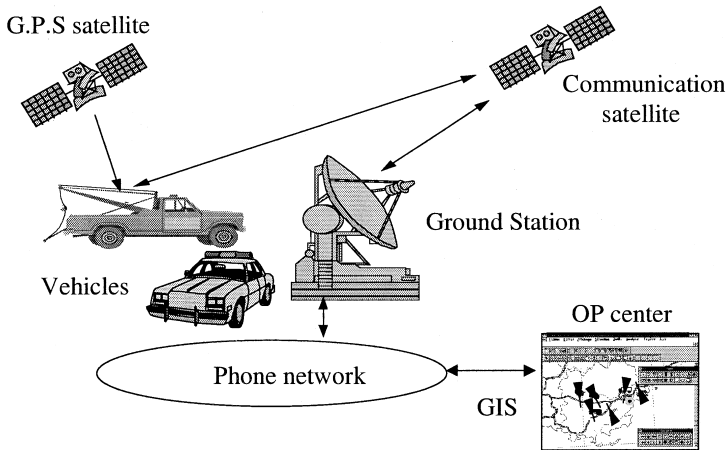 G.P.S satellite
Communication
satellite
Ground Station
Vehicles
OP center
Phone network
GIS